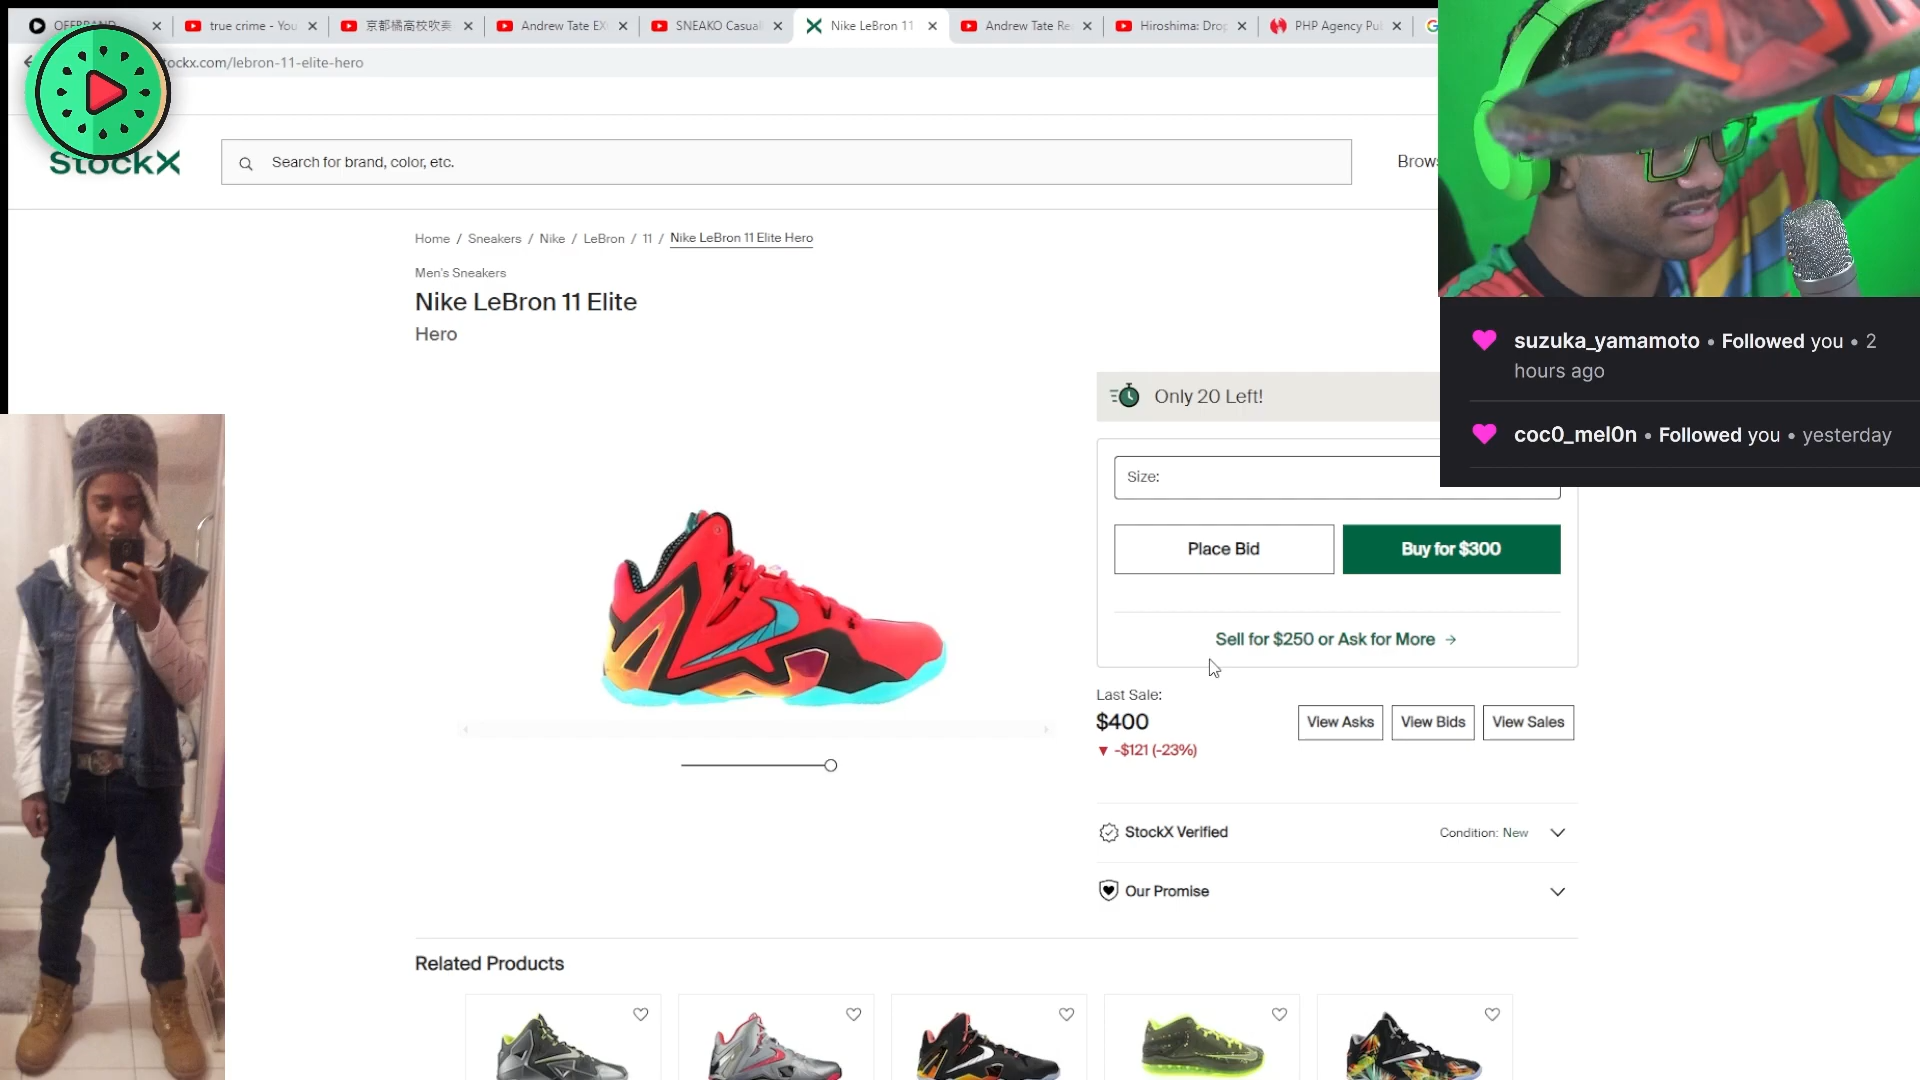 OFFBRAND
true crime - You
京都橘高校吹奏
Andrew Tate EX
SNEAKO Casual
Nike LeBron 11
Andrew Tate Re
Hiroshima: Drop
PHP Agency Pu
tockx.com/lebron-11-elite-hero
StockX
Search for brand, color, etc.
Brows
Home / Sneakers / Nike / LeBron / 11 / Nike LeBron 11 Elite Hero
Men's Sneakers
Nike LeBron 11 Elite
Hero
Only 20 Left!
Size:
Place Bid
Buy for $300
Sell for $250 or Ask for More
Last Sale:
$400
-$121 (-23%)
View Asks
View Bids
View Sales
StockX Verified
Condition: New
Our Promise
Related Products
suzuka_yamamoto • Followed you • 2
hours ago
coc0_mel0n • Followed you • yesterday